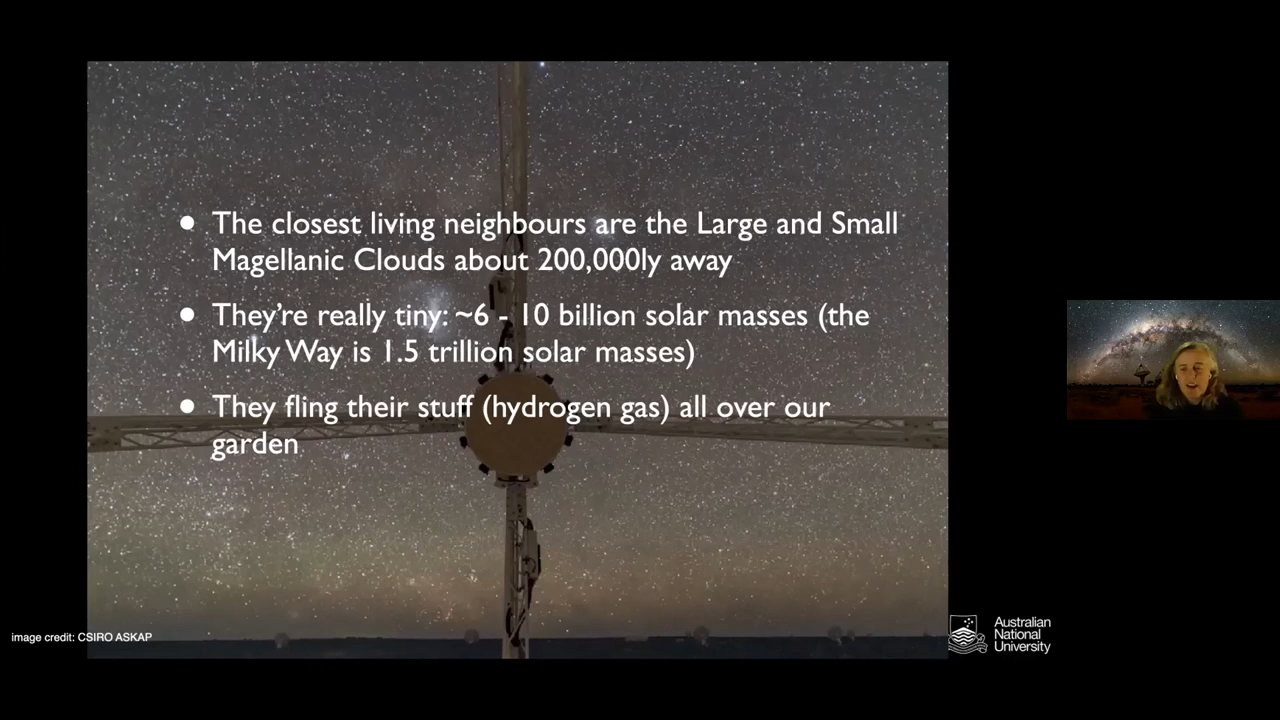 ● The closest living neighbours are the Large and Small
Magellanic Clouds about 200,000ly away
● They’re really tiny: ~6 - 10 billion solar masses (the
Milky Way is 1.5 trillion solar masses)
● They fling their stuff (hydrogen gas) all over our
garden
image credit: CSIRO ASKAP
Australian
National
University